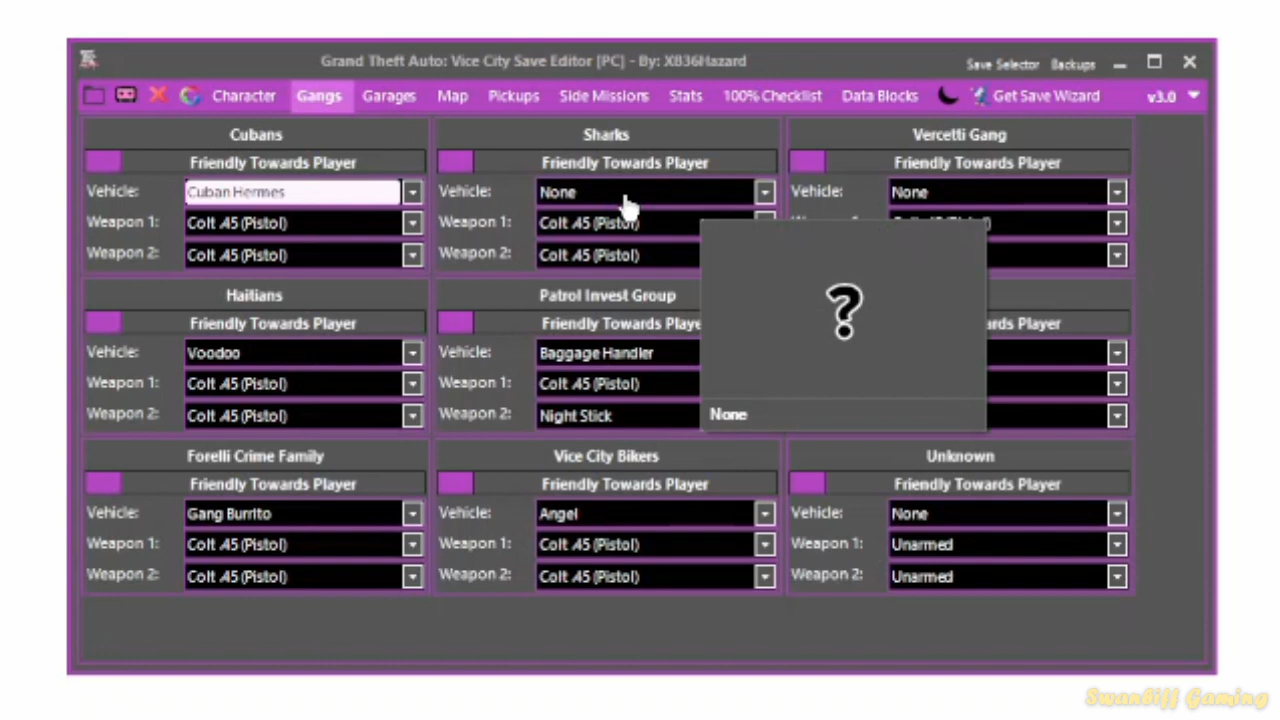 Grand Theft Auto: Vice City Save Editor [PC] - By: XB36Hazard
Save Selector Backups
Character Gangs Garages Map Pickups Side Missions Stats 100% Checklist Data Blocks Get Save Wizard v3.0
Cubans
Friendly Towards Player
Vehicle: Cuban Hermes
Weapon 1: Colt .45 (Pistol)
Weapon 2: Colt .45 (Pistol)
Sharks
Friendly Towards Player
Vehicle: None
Weapon 1: Colt .45 (Pistol)
Weapon 2: Colt .45 (Pistol)
Vercetti Gang
Friendly Towards Player
Vehicle: None
Haitians
Friendly Towards Player
Vehicle: Voodoo
Weapon 1: Colt .45 (Pistol)
Weapon 2: Colt .45 (Pistol)
Patrol Invest Group
Friendly Towards Playe
Vehicle: Baggage Handler
Weapon 1: Colt .45 (Pistol)
Weapon 2: Night Stick
?
None
ards Player
Forelli Crime Family
Friendly Towards Player
Vehicle: Gang Burrito
Weapon 1: Colt .45 (Pistol)
Weapon 2: Colt .45 (Pistol)
Vice City Bikers
Friendly Towards Player
Vehicle: Angel
Weapon 1: Colt .45 (Pistol)
Weapon 2: Colt .45 (Pistol)
Unknown
Friendly Towards Player
Vehicle: None
Weapon 1: Unarmed
Weapon 2: Unarmed
SwanGiff Gaming